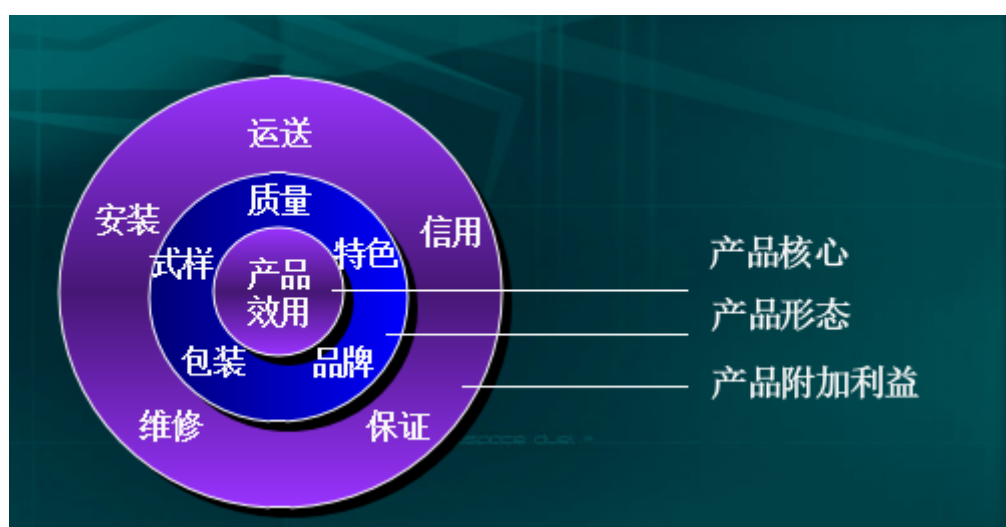 运送
安装
信用
质量
式样
特色
产品
效用
包装
品牌
维修
保证
产品核心
产品形态
产品附加利益